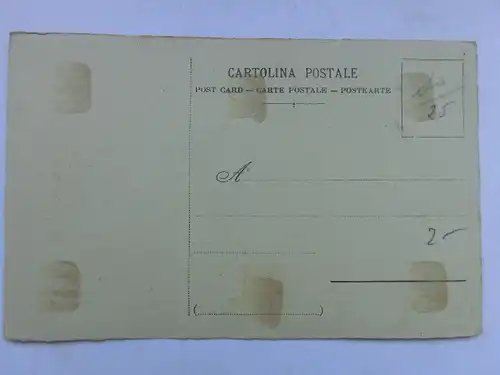 CARTOLINA POSTALE
POST CARD — CARTE POSTALE — POSTKARTE
25
A
2-
(
)